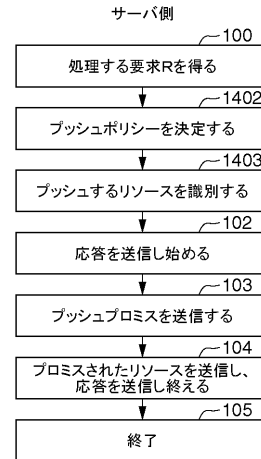 サーバ側
100
処理する要求Rを得る
1402
プッシュポリシーを決定する
1403
プッシュするリソースを識別する
102
応答を送信し始める
103
プッシュプロミスを送信する
104
プロミスされたリソースを送信し、
応答を送信し終える
105
終了